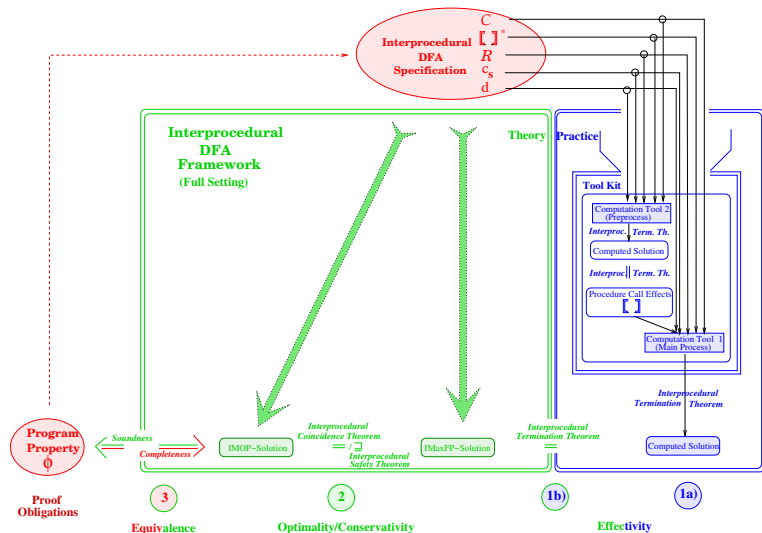 C
Interprocedural
DFA
Specification
[ ]*
R
c_s
d
Interprocedural
DFA
Framework
(Full Setting)
Theory
Practice
Tool Kit
Computation Tool 2
(Preprocess)
Interproc. Term. Th.
Computed Solution
Interproc. Term. Th.
Procedure Call Effects
[ ]
Computation Tool 1
(Main Process)
Interprocedural
Termination Theorem
Computed Solution
Program
Property
ϕ
Soundness
Completeness
IMOP−Solution
Interprocedural
Coincidence Theorem
= / ⊒
Interprocedural
Safety Theorem
IMaxFP−Solution
Interprocedural
Termination Theorem
=
Proof
Obligations
3
Equivalence
2
Optimality/Conservativity
1b)
1a)
Effectivity